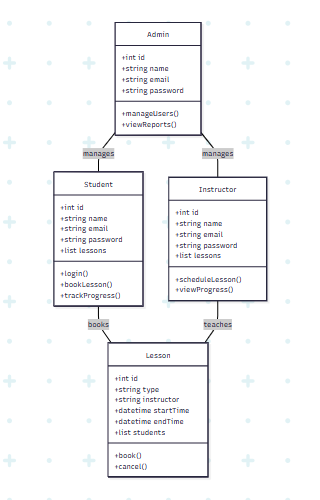 Admin
+int id
+string name
+string email
+string password
+manageUsers()
+viewReports()
manages
manages
Student
+int id
+string name
+string email
+string password
+list lessons
+login()
+bookLesson()
+trackProgress()
Instructor
+int id
+string name
+string email
+string password
+list lessons
+scheduleLesson()
+viewProgress()
books
teaches
Lesson
+int id
+string type
+string instructor
+datetime startTime
+datetime endTime
+list students
+book()
+cancel()